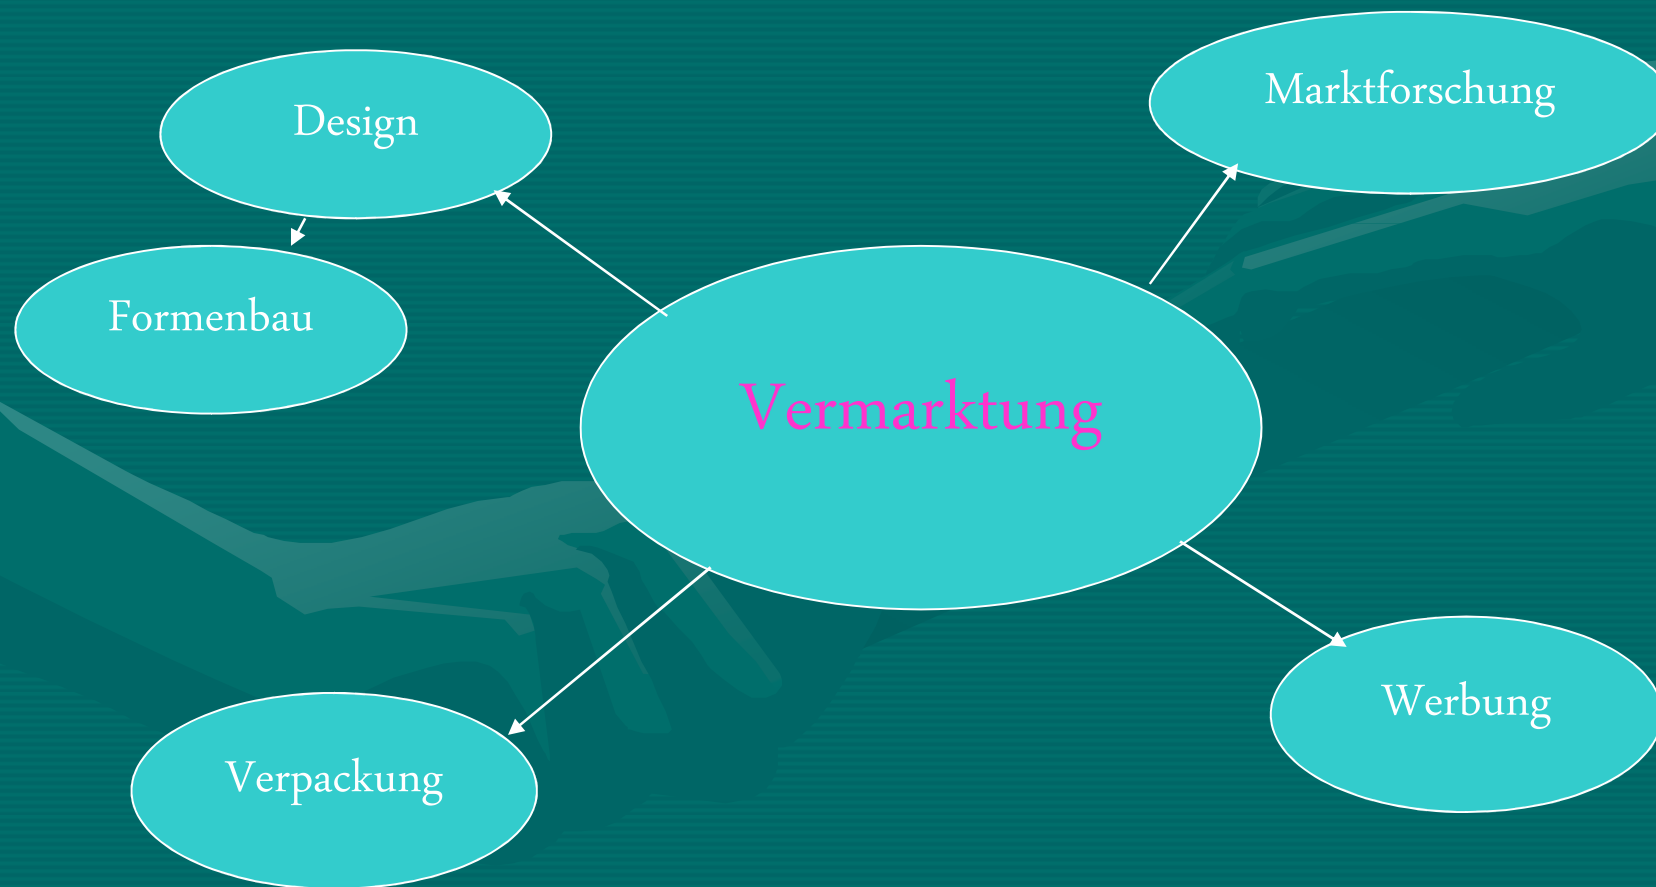 Marktforschung
Design
Formenbau
Vermarktung
Werbung
Verpackung